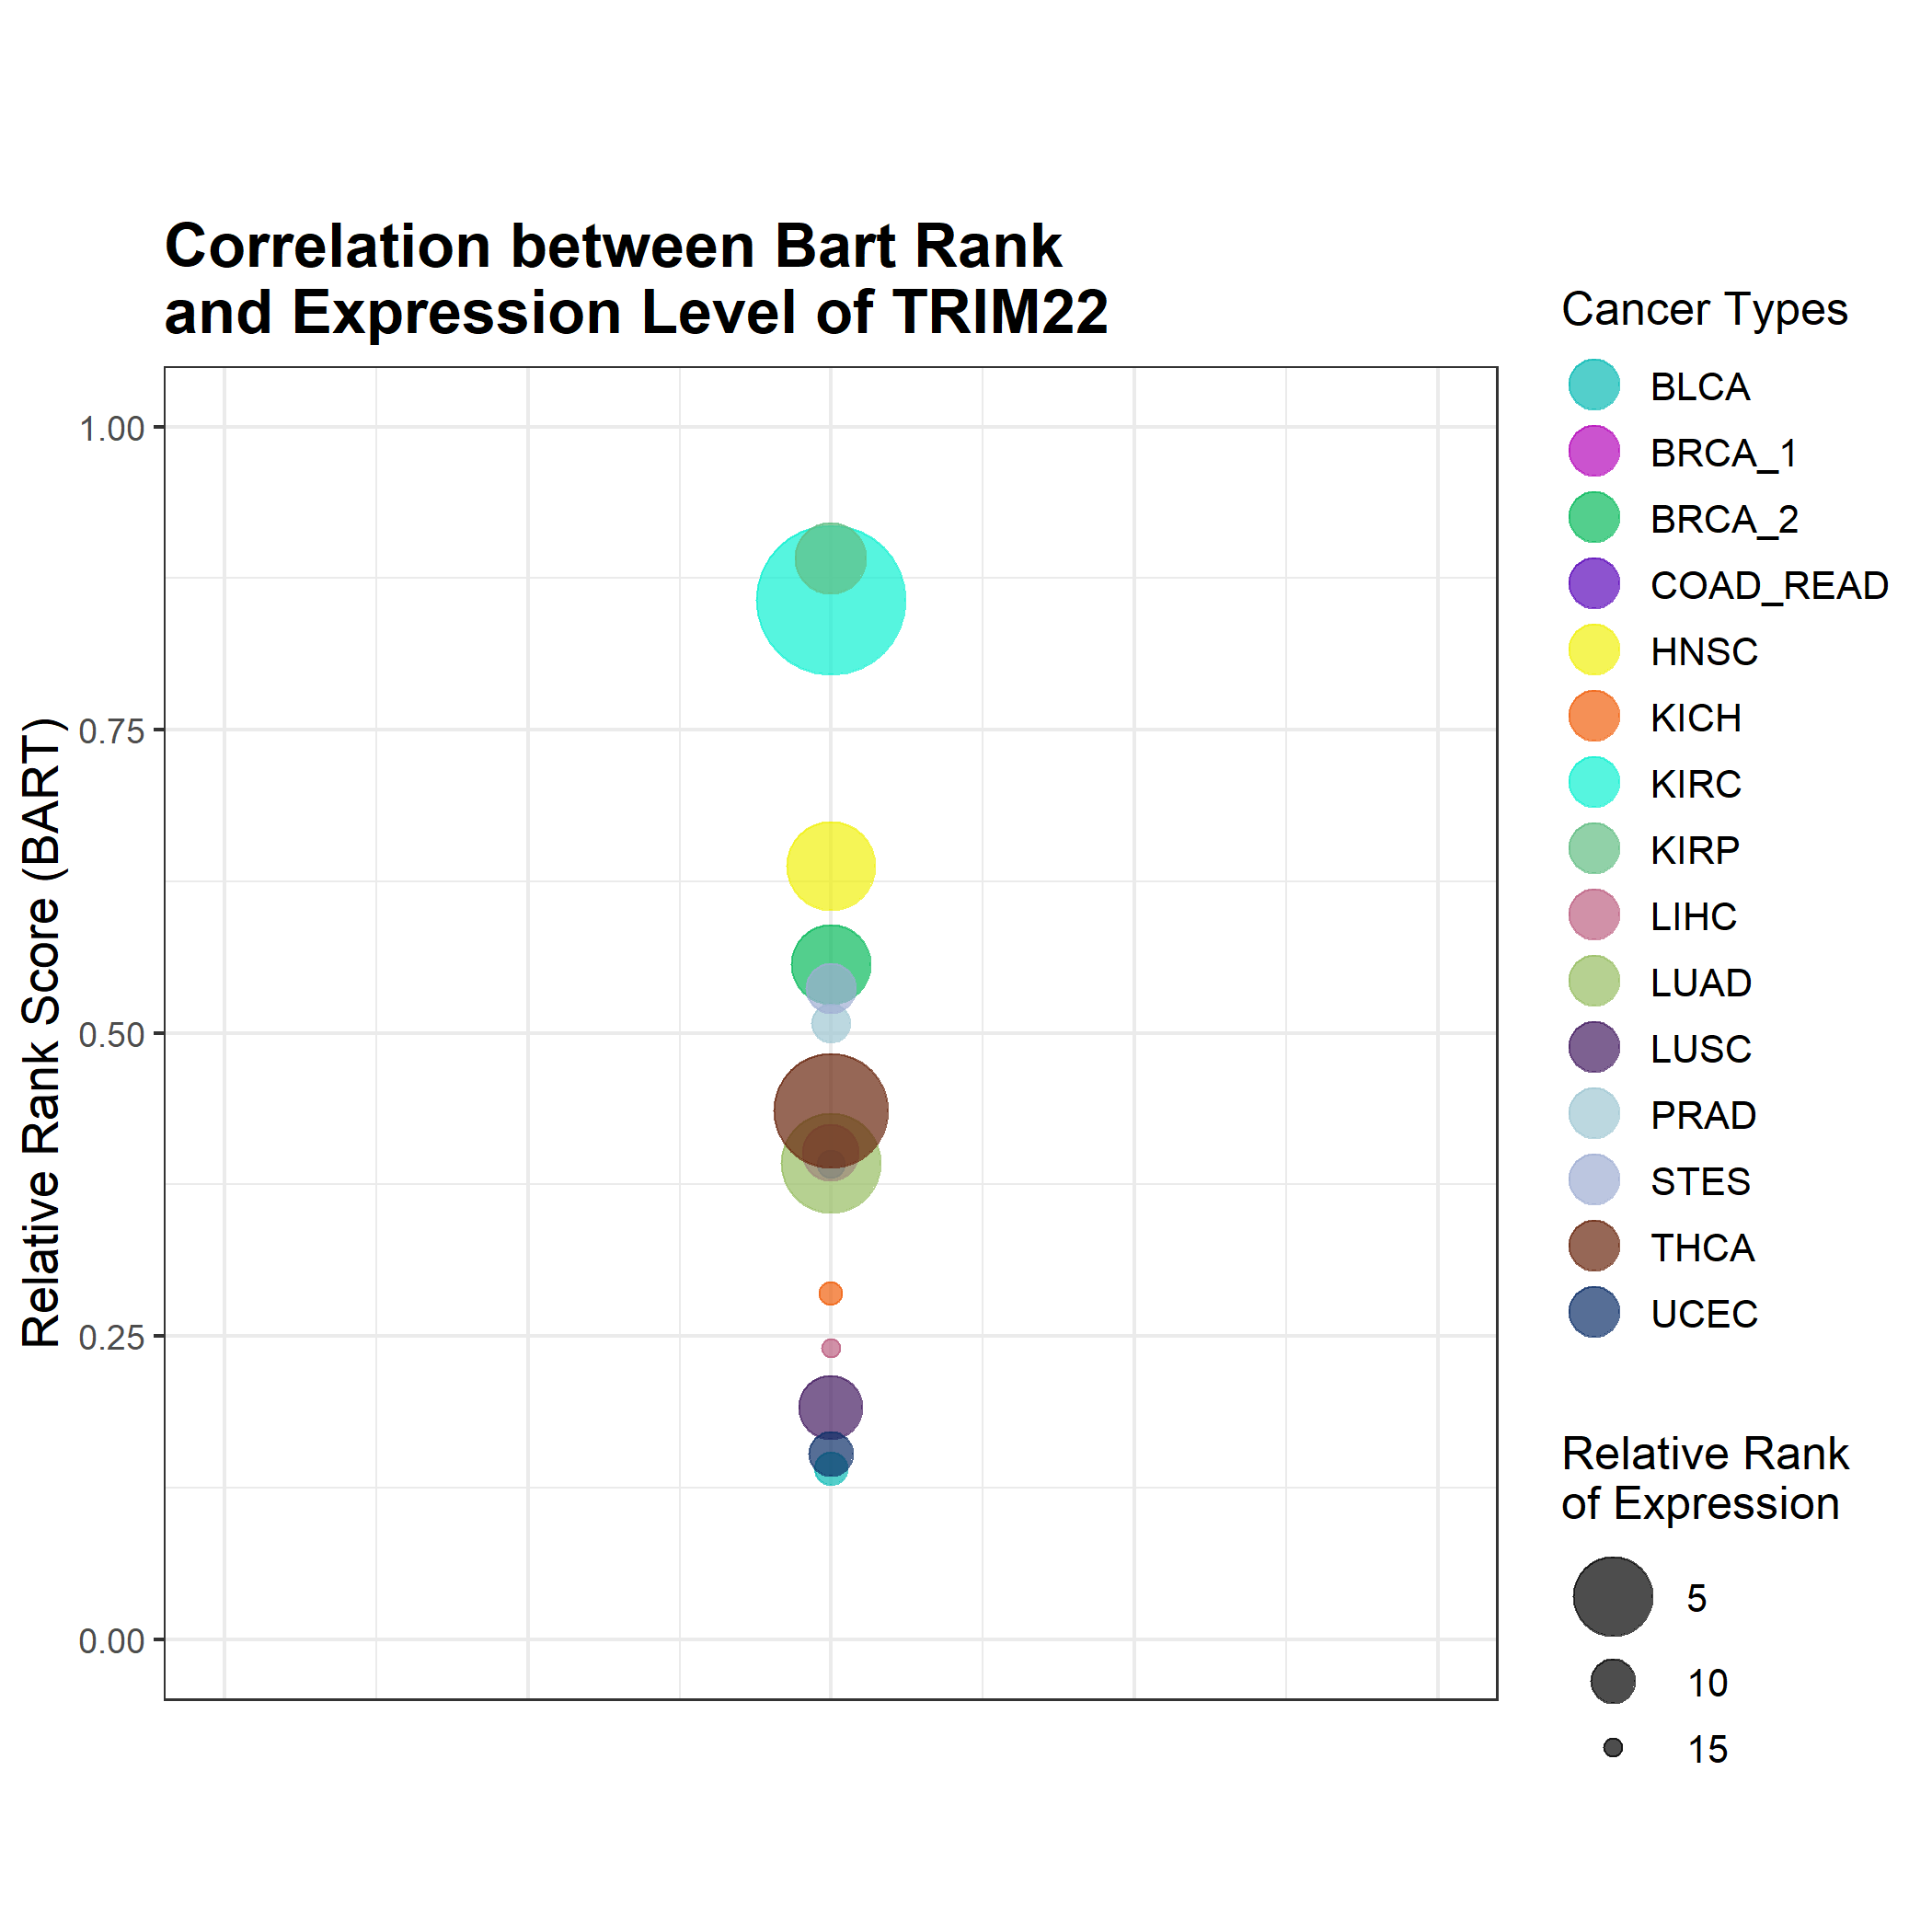 Correlation between Bart Rank
and Expression Level of TRIM22
Relative Rank Score (BART)
1.00
0.75
0.50
0.25
0.00
Cancer Types
BLCA
BRCA_1
BRCA_2
COAD_READ
HNSC
KICH
KIRC
KIRP
LIHC
LUAD
LUSC
PRAD
STES
THCA
UCEC
Relative Rank
of Expression
5
10
15